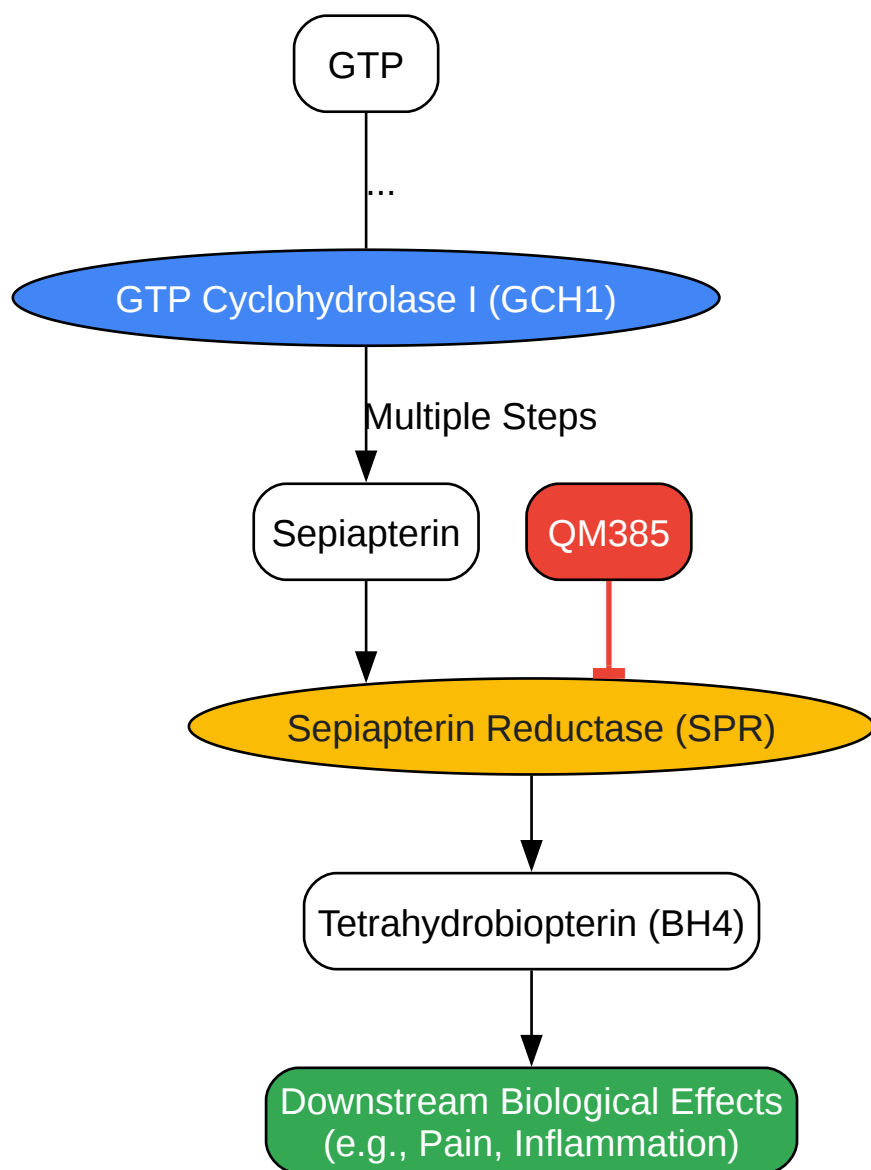 GTP
...
GTP Cyclohydrolase I (GCH1)
Multiple Steps
Sepiapterin
QM385
Sepiapterin Reductase (SPR)
Tetrahydrobiopterin (BH4)
Downstream Biological Effects
(e.g., Pain, Inflammation)